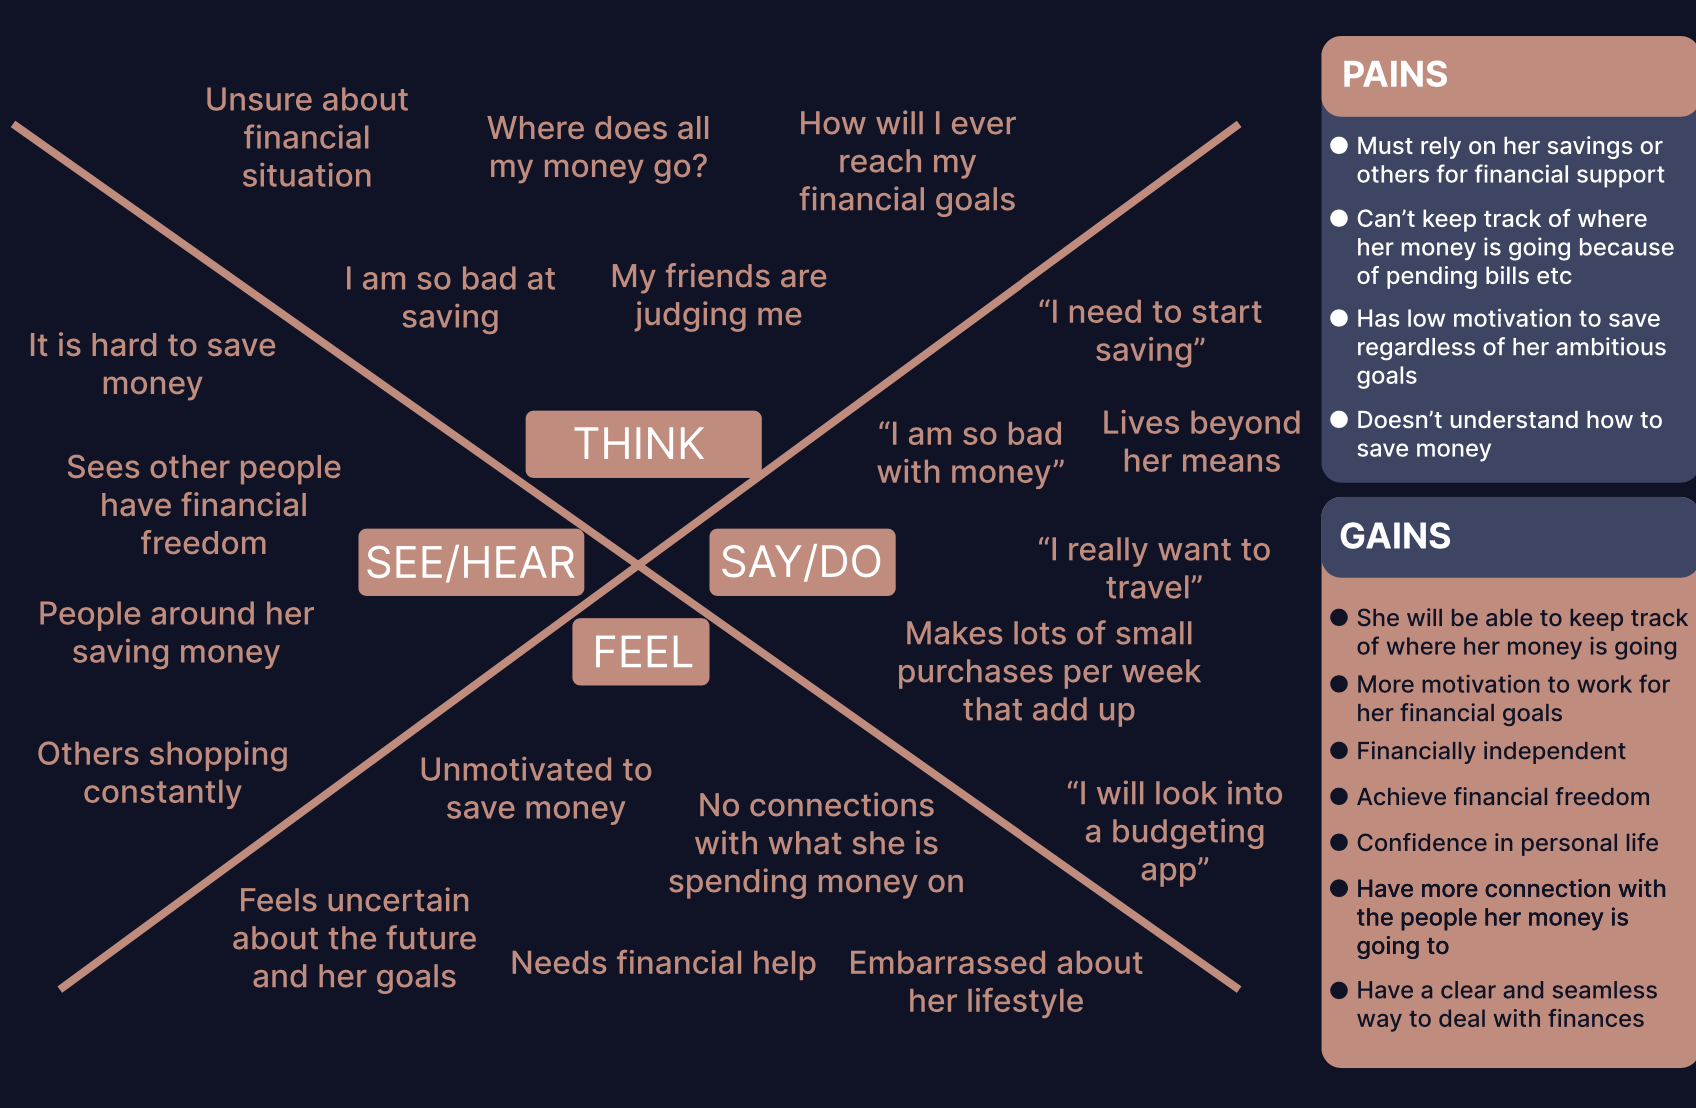 Unsure about
financial
situation
Where does all
my money go?
How will I ever
reach my
financial goals
I am so bad at
saving
My friends are
judging me
THINK
It is hard to save
money
Sees other people
have financial
freedom
People around her
saving money
Others shopping
constantly
SEE/HEAR
SAY/DO
“I need to start
saving”
“I am so bad
with money”
Lives beyond
her means
“I really want to
travel”
Makes lots of small
purchases per week
that add up
“I will look into
a budgeting
app”
FEEL
Unmotivated to
save money
No connections
with what she is
spending money on
Feels uncertain
about the future
and her goals
Needs financial help
Embarrassed about
her lifestyle
PAINS
Must rely on her savings or
others for financial support
Can’t keep track of where
her money is going because
of pending bills etc
Has low motivation to save
regardless of her ambitious
goals
Doesn’t understand how to
save money
GAINS
She will be able to keep track
of where her money is going
More motivation to work for
her financial goals
Financially independent
Achieve financial freedom
Confidence in personal life
Have more connection with
the people her money is
going to
Have a clear and seamless
way to deal with finances